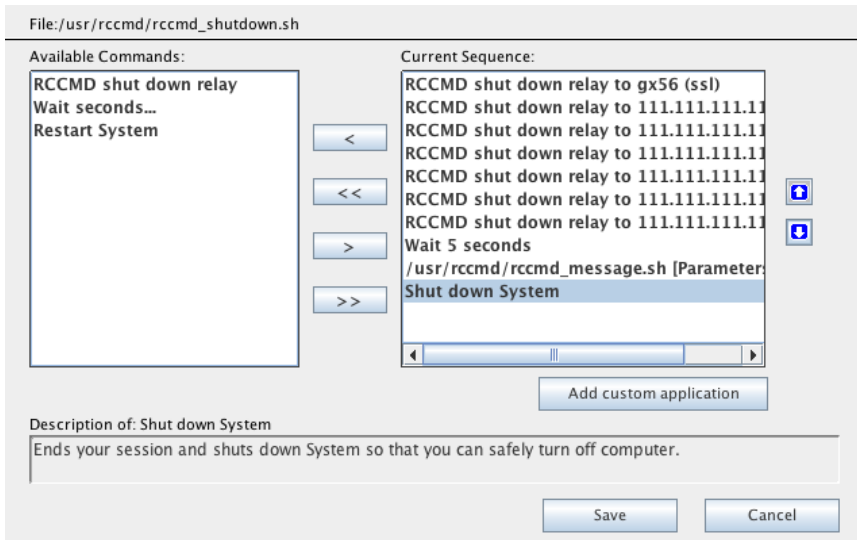 File:/usr/rccmd/rccmd_shutdown.sh
Available Commands:
RCCMD shut down relay
Wait seconds...
Restart System
<
<<
>
>>
Current Sequence:
RCCMD shut down relay to gx56 (ssl)
RCCMD shut down relay to 111.111.111.11
RCCMD shut down relay to 111.111.111.11
RCCMD shut down relay to 111.111.111.11
RCCMD shut down relay to 111.111.111.11
RCCMD shut down relay to 111.111.111.11
RCCMD shut down relay to 111.111.111.11
Wait 5 seconds
/usr/rccmd/rccmd_message.sh [Parameters
Shut down System
Add custom application
Description of: Shut down System
Ends your session and shuts down System so that you can safely turn off computer.
Save
Cancel